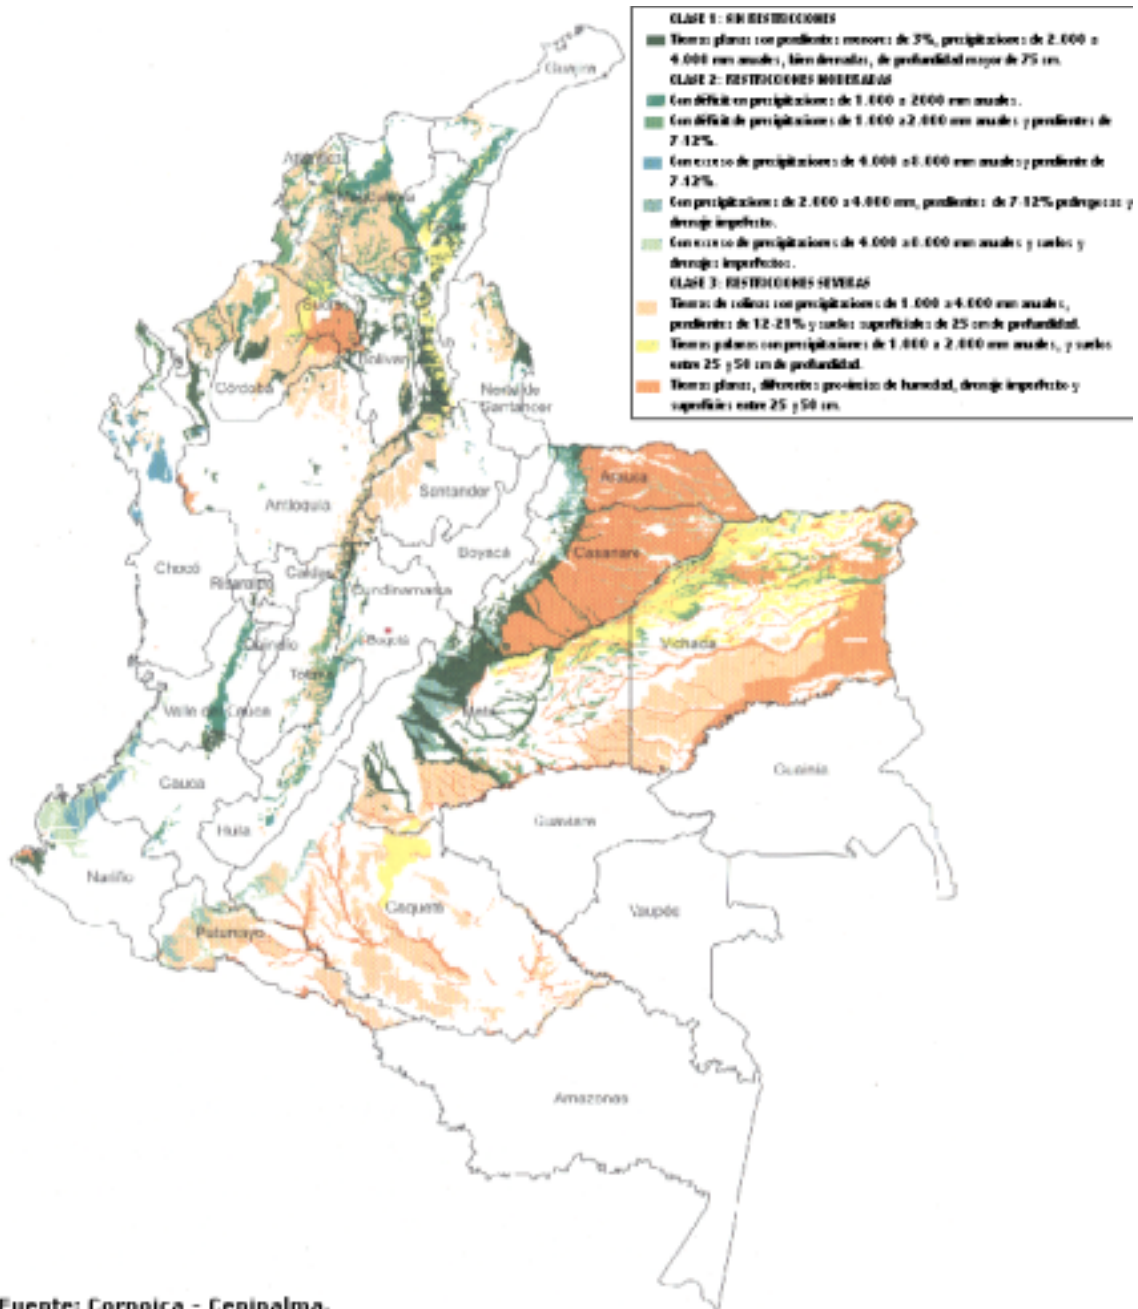 CLASE 1: SIN RESTRICCIONES
Tierras planas con pendientes menores de 3%, precipitaciones de 2.000 a
4.000 mm anuales, bien drenadas, de profundidad mayor de 75 cm.
CLASE 2: RESTRICCIONES MODERADAS
Con déficit en precipitaciones de 1.000 a 2000 mm anuales.
Con déficit de precipitaciones de 1.000 a 2.000 mm anuales y pendientes de
7-12%.
Con exceso de precipitaciones de 4.000 a 8.000 mm anuales y pendiente de
7-12%.
Con precipitaciones de 2.000 a 4.000 mm, pendientes de 7-12% pedregosas y
drenaje imperfecto.
Con exceso de precipitaciones de 4.000 a 8.000 mm anuales y suelos y
drenajes imperfectos.
CLASE 3: RESTRICCIONES SEVERAS
Tierras de colinas con precipitaciones de 1.000 a 4.000 mm anuales,
pendientes de 12-21% y suelos superficiales de 25 cm de profundidad.
Tierras planas con precipitaciones de 1.000 a 2.000 mm anuales, y suelos
entre 25 y 50 cm de profundidad.
Tierras planas, diferentes provincias de humedad, drenaje imperfecto y
superficies entre 25 y 50 cm.
Guajira
Atlántico
Magdalena
Sucre
Bolívar
Córdoba
Norte de
Santander
Antioquia
Santander
Arauca
Boyacá
Casanare
Chocó
Risaralda
Caldas
Cundinamarca
Bogotá
Quindío
Tolima
Vichada
Valle del Cauca
Meta
Cauca
Guainía
Huila
Guaviare
Nariño
Caquetá
Vaupés
Putumayo
Amazonas
Fuente: Corpoica - Cenipalma.